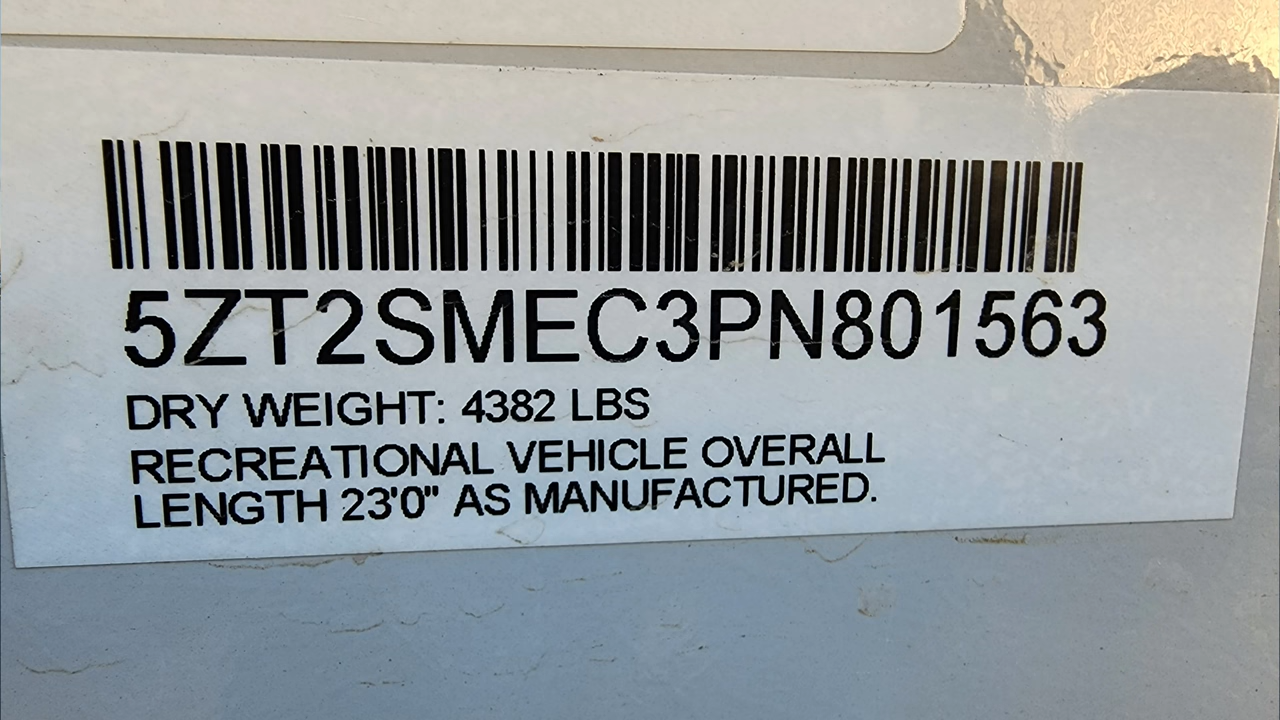 5ZT2SMEC3PN801563
DRY WEIGHT: 4382 LBS
RECREATIONAL VEHICLE OVERALL
LENGTH 23'0" AS MANUFACTURED.